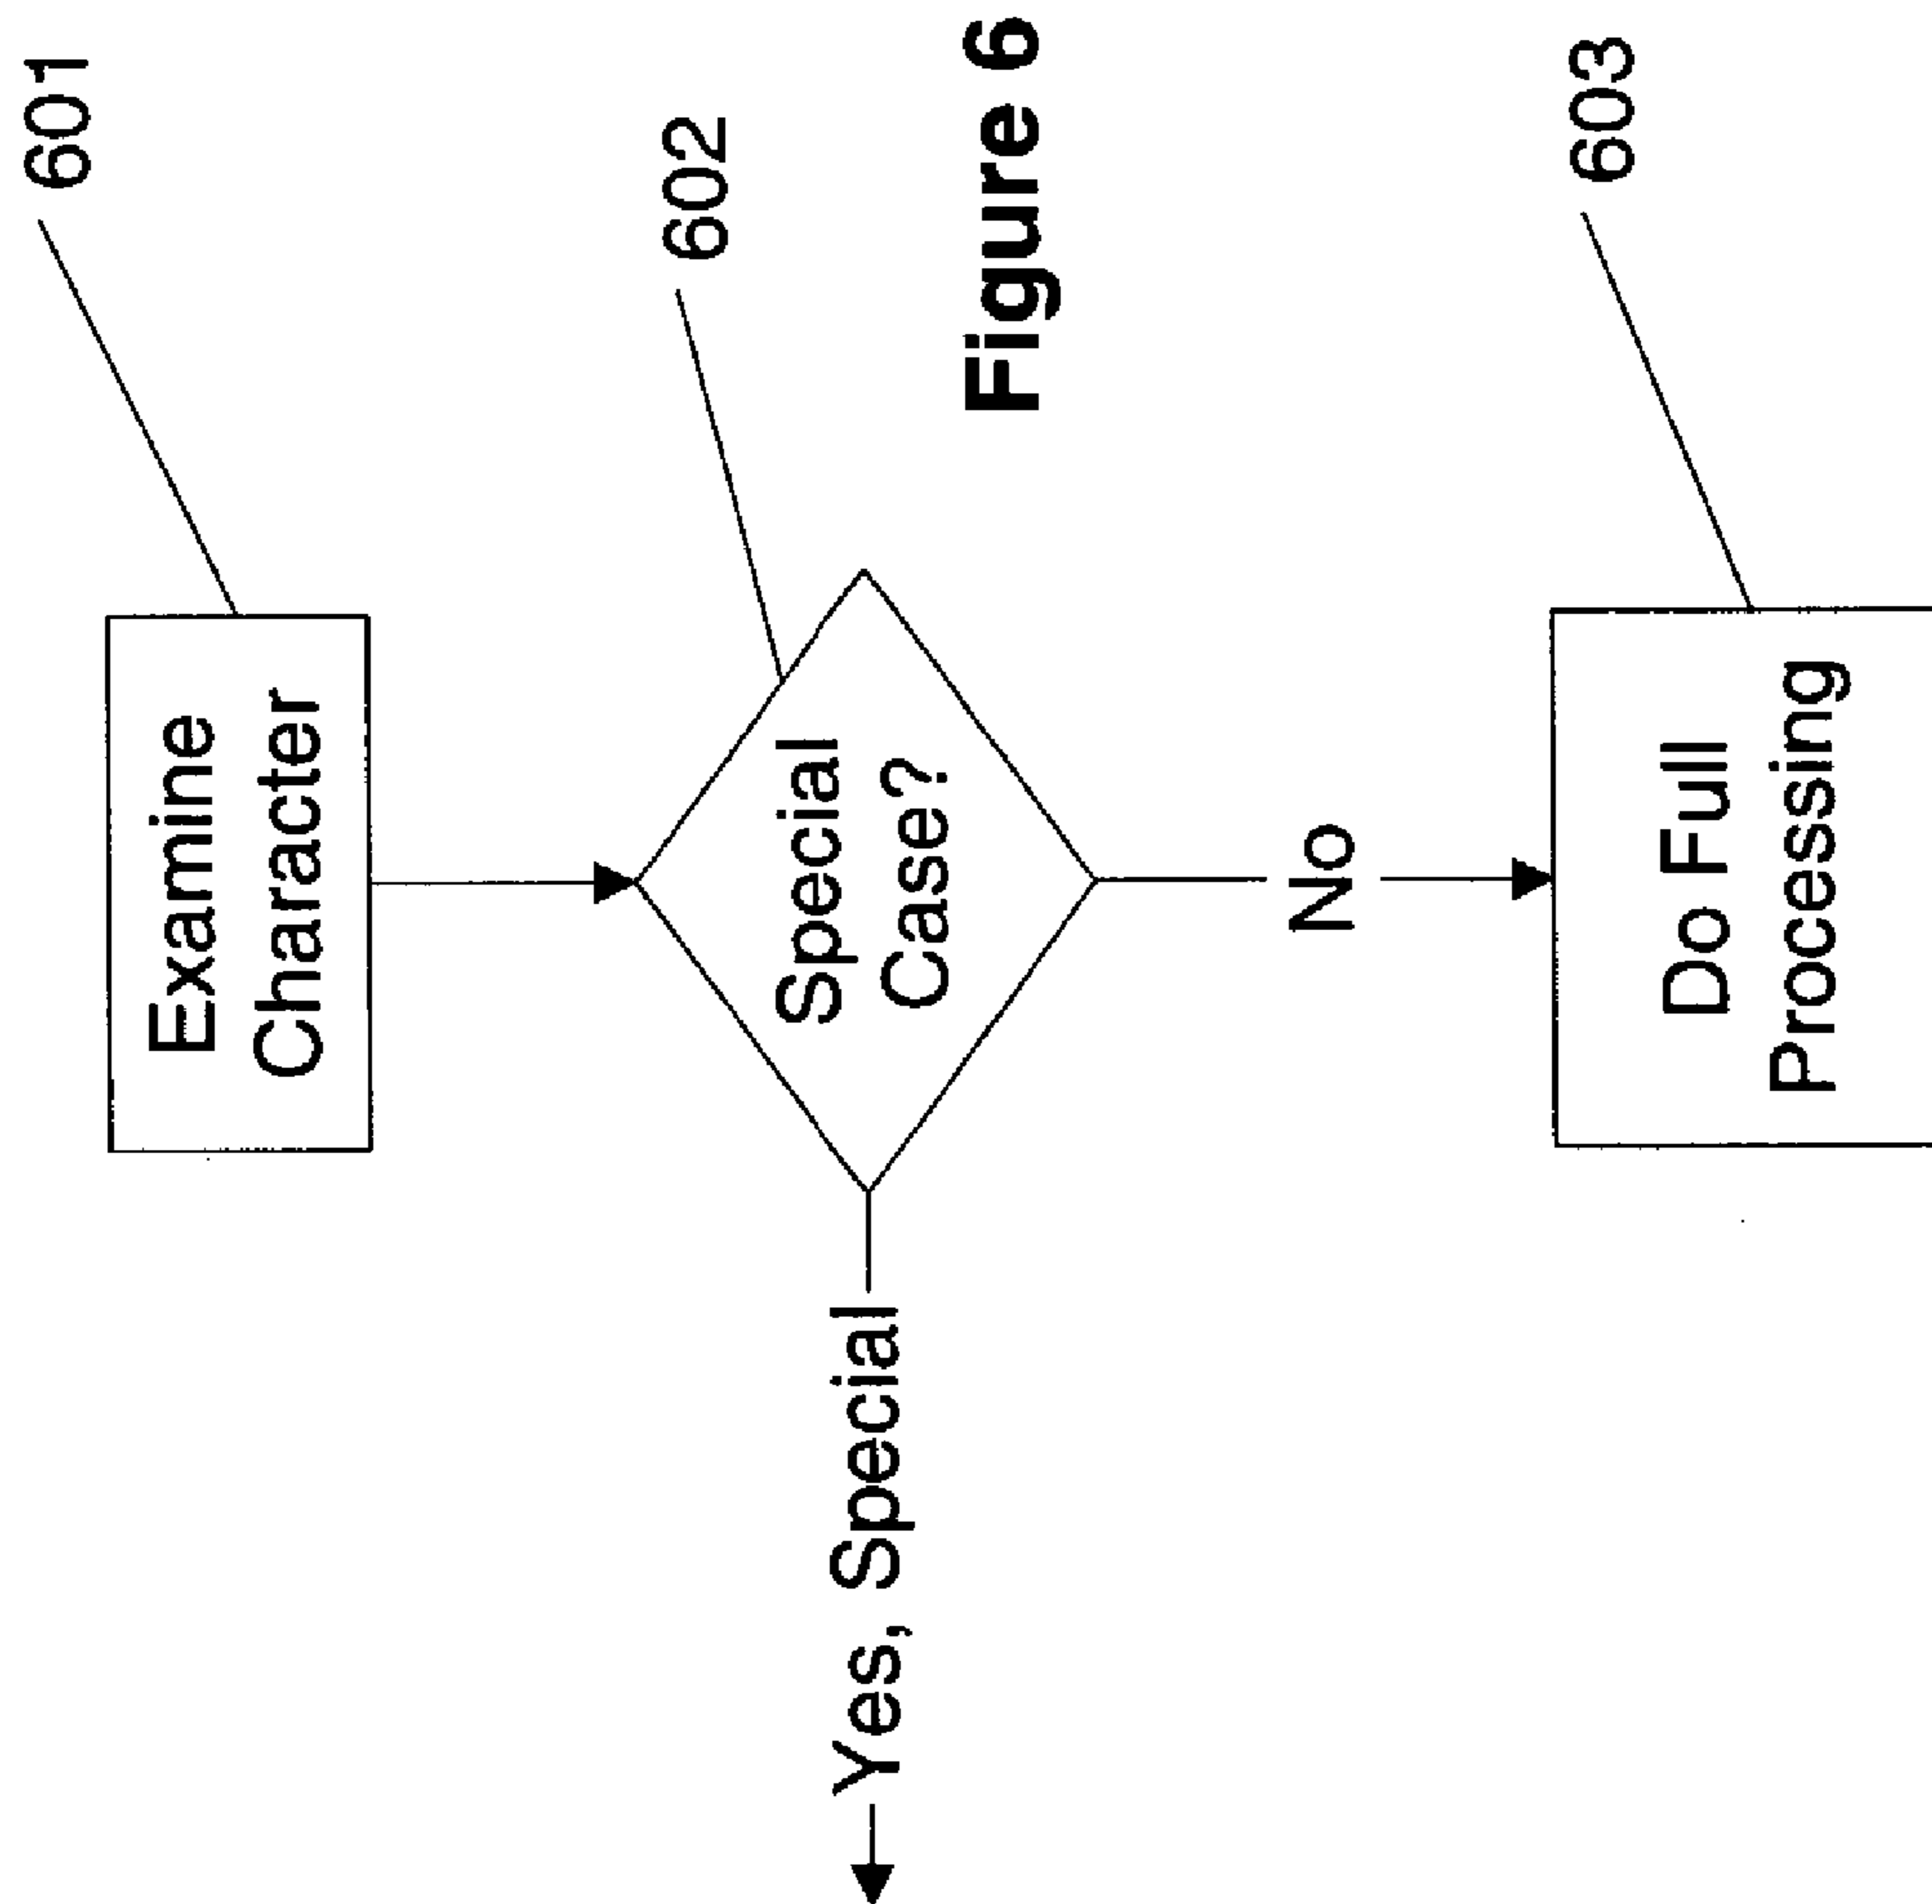 601
Examine
Character
602
Special
Case?
Yes, Special
Figure 6
No
603
Do Full
Processing